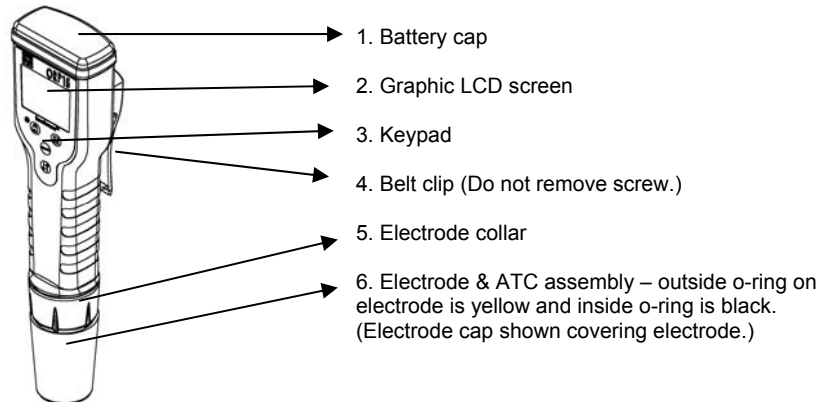 1. Battery cap
ORP15
2. Graphic LCD screen
3. Keypad
4. Belt clip (Do not remove screw.)
5. Electrode collar
6. Electrode & ATC assembly – outside o-ring on
electrode is yellow and inside o-ring is black.
(Electrode cap shown covering electrode.)